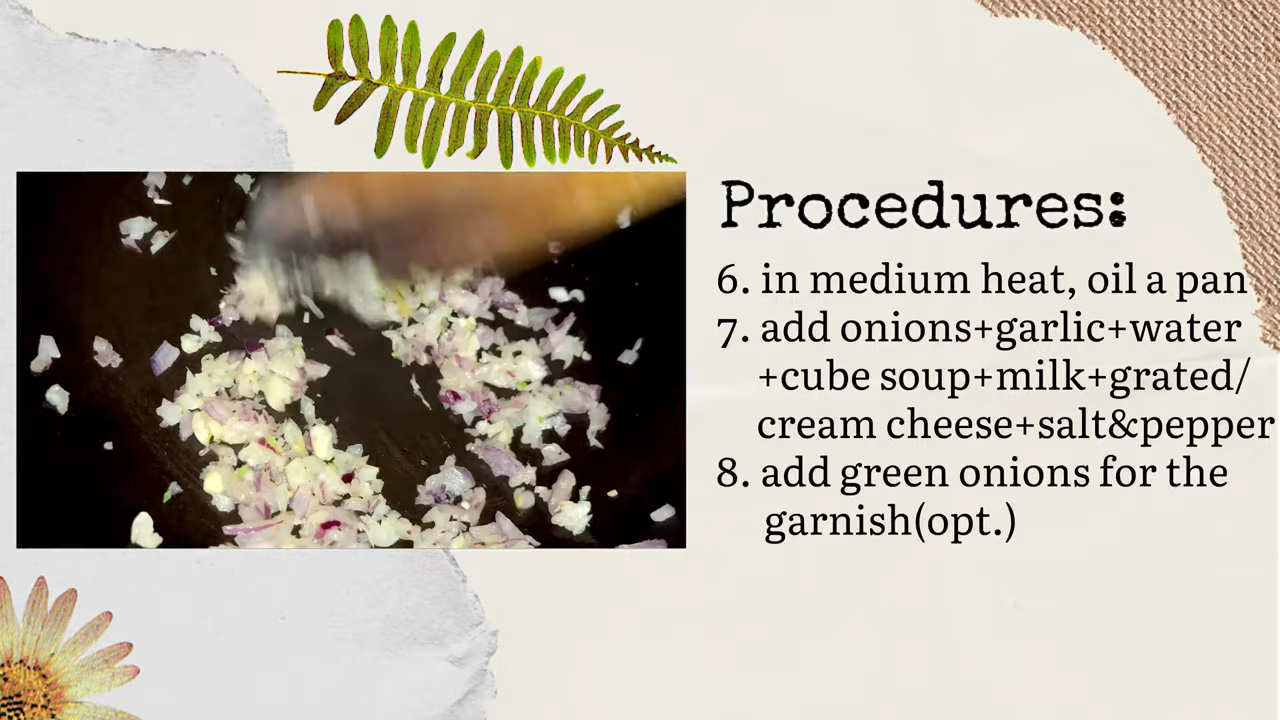 Procedures:
6. in medium heat, oil a pan
7. add onions+garlic+water
+cube soup+milk+grated/
cream cheese+salt&pepper
8. add green onions for the
garnish(opt.)